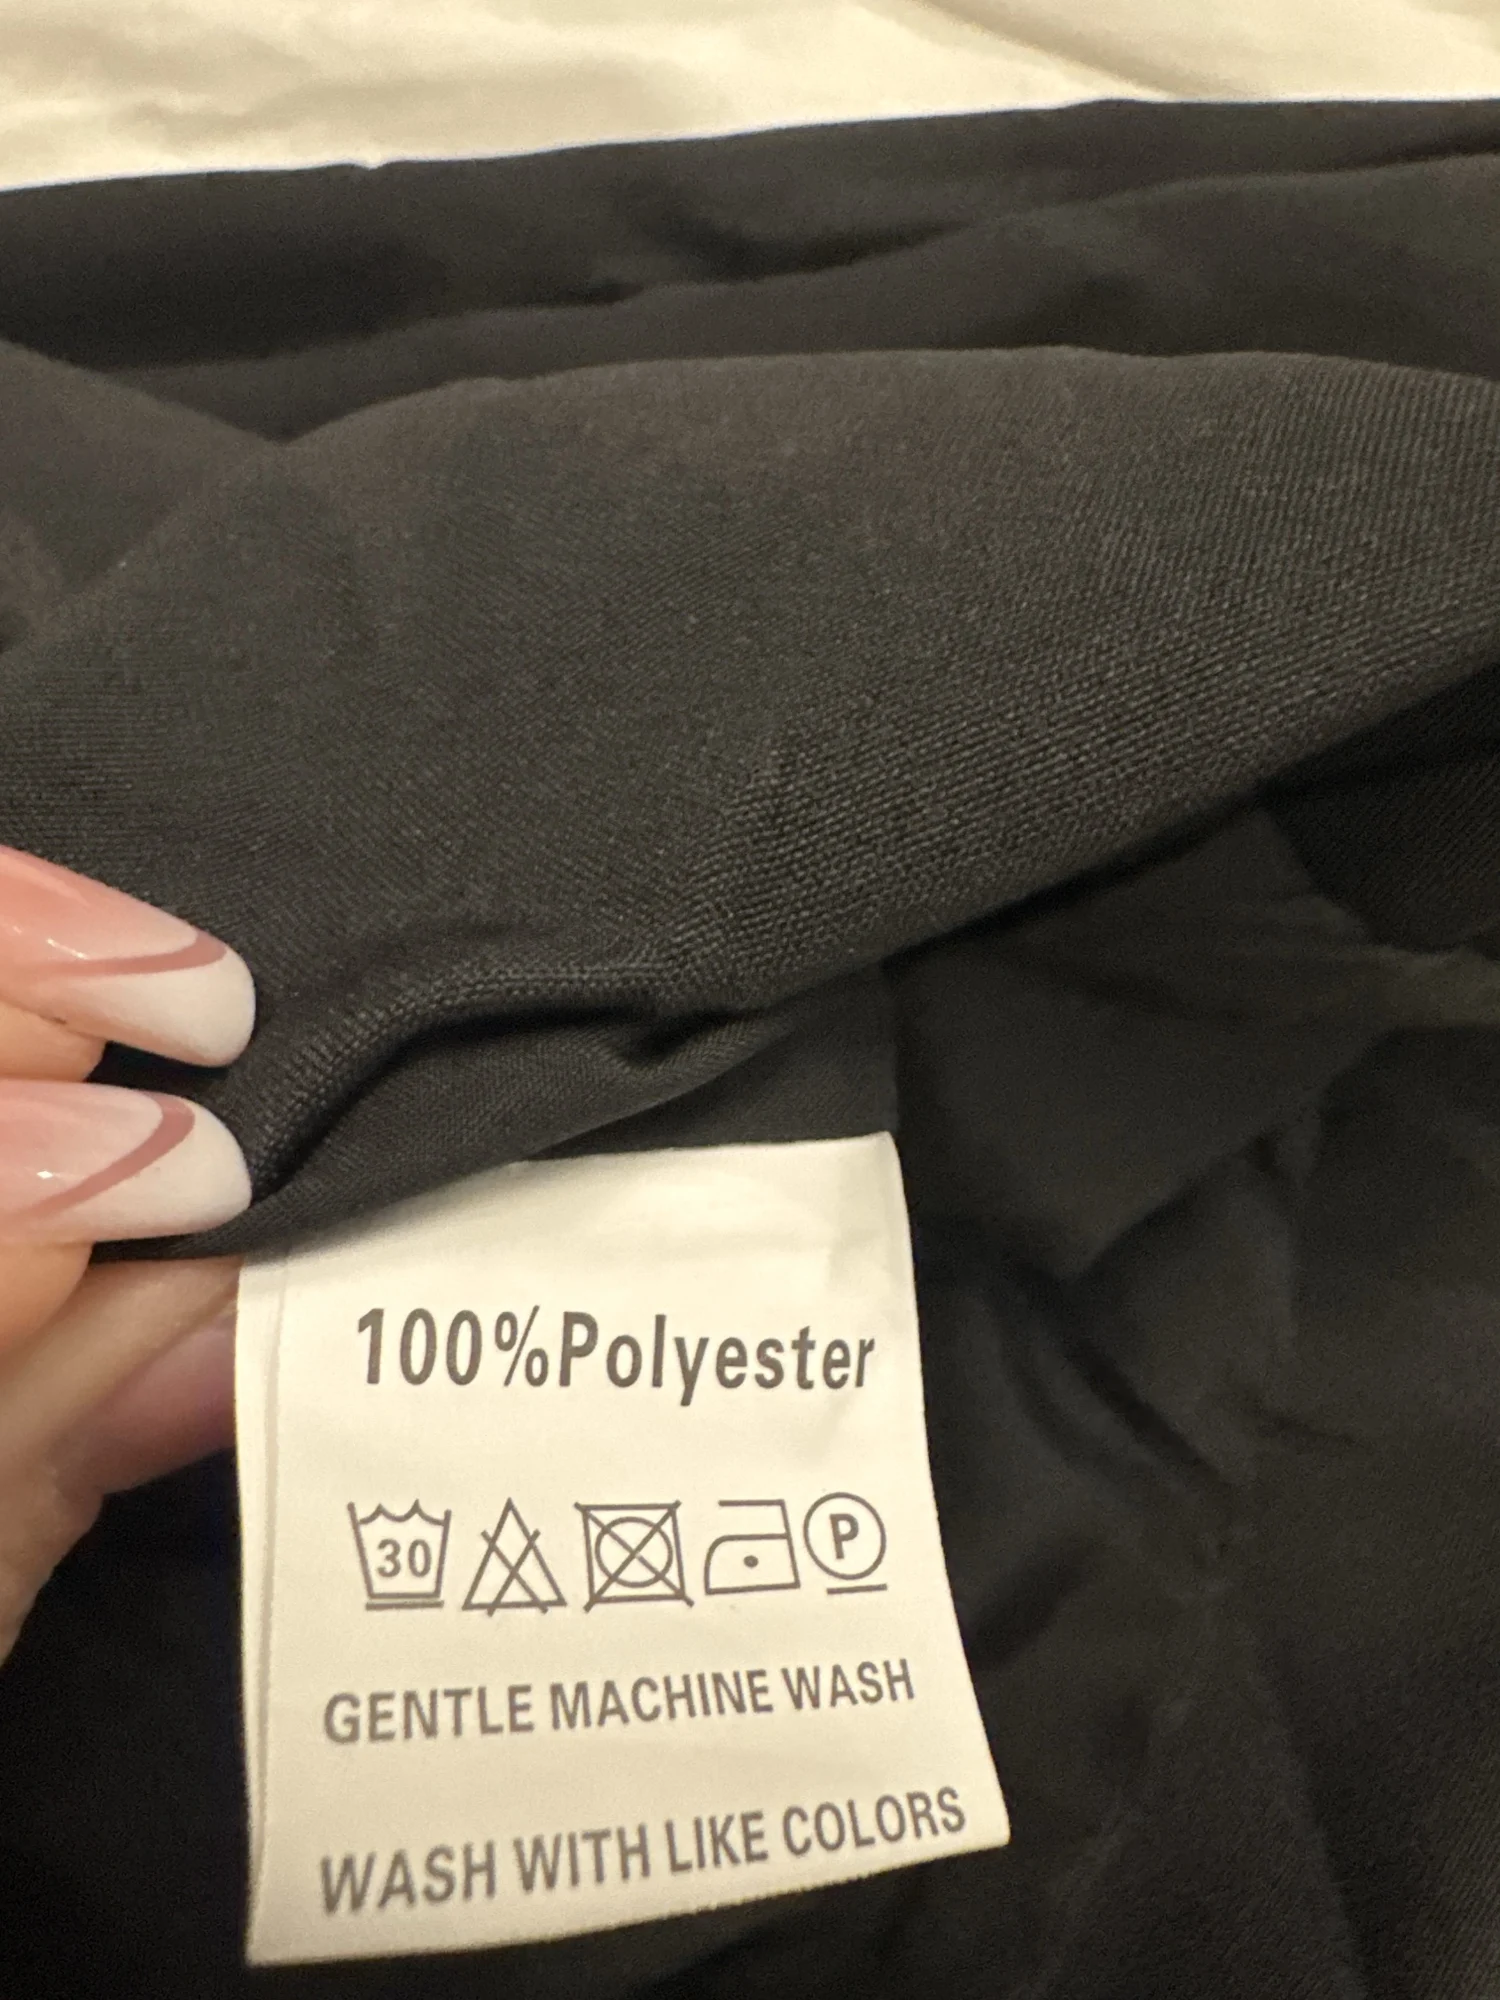 100%Polyester
30 P
GENTLE MACHINE WASH
WASH WITH LIKE COLORS